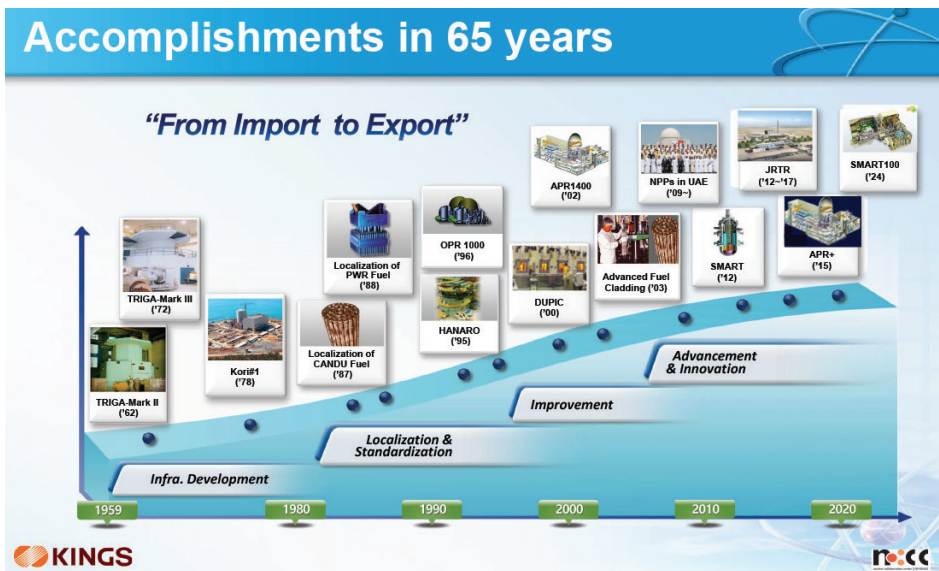 Accomplishments in 65 years
“From Import to Export”
APR1400
('02)
NPPs in UAE
('09~)
JRTR
('12~'17)
SMART100
('24)
TRIGA-Mark III
('72)
Localization of
PWR Fuel
('88)
OPR 1000
('96)
DUPIC
('00)
Advanced Fuel
Cladding ('03)
SMART
('12)
APR+
('15)
TRIGA-Mark II
('62)
Kori#1
('78)
Localization of
CANDU Fuel
('87)
HANARO
('95)
Advancement
& Innovation
Improvement
Localization &
Standardization
Infra. Development
1959
1980
1990
2000
2010
2020
KINGS